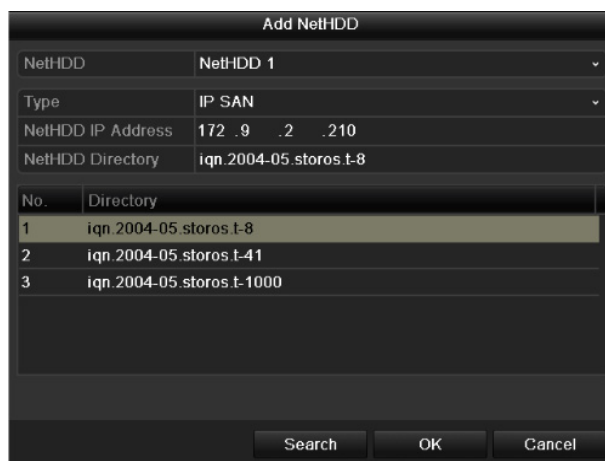 Add NetHDD
NetHDD NetHDD 1
Type IP SAN
NetHDD IP Address 172 .9 .2 .210
NetHDD Directory iqn.2004-05.storos.t-8
No. Directory
1 iqn.2004-05.storos.t-8
2 iqn.2004-05.storos.t-41
3 iqn.2004-05.storos.t-1000
Search OK Cancel